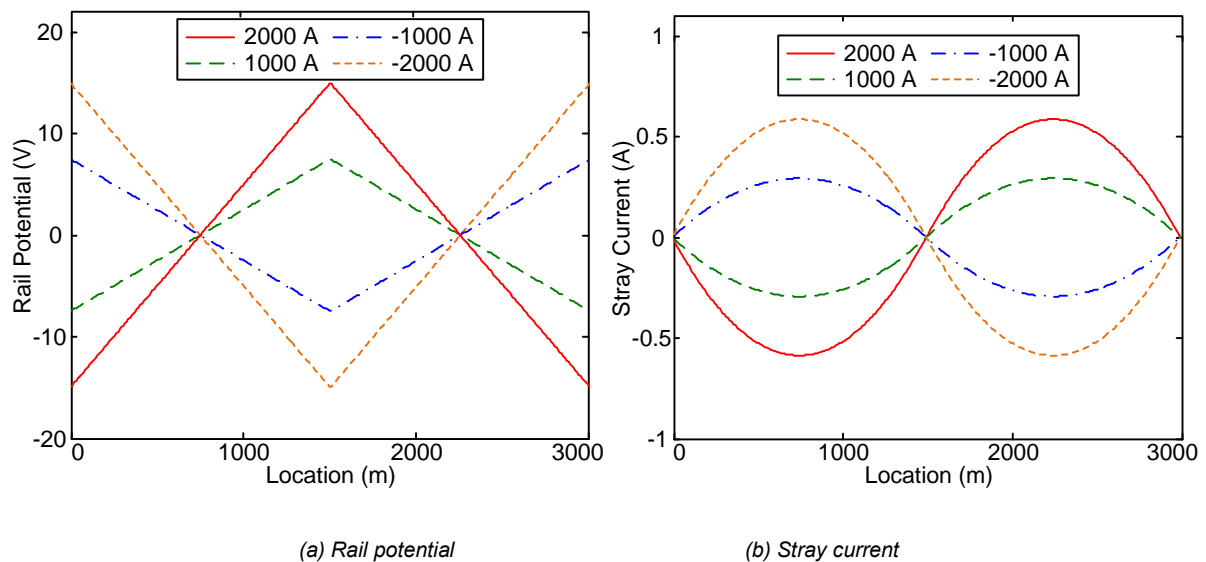 20
10
0
-10
-20
Rail Potential (V)
2000 A -1000 A
1000 A -2000 A
0 1000 2000 3000
Location (m)
1
0.5
0
-0.5
-1
Stray Current (A)
2000 A -1000 A
1000 A -2000 A
0 1000 2000 3000
Location (m)
(a) Rail potential
(b) Stray current